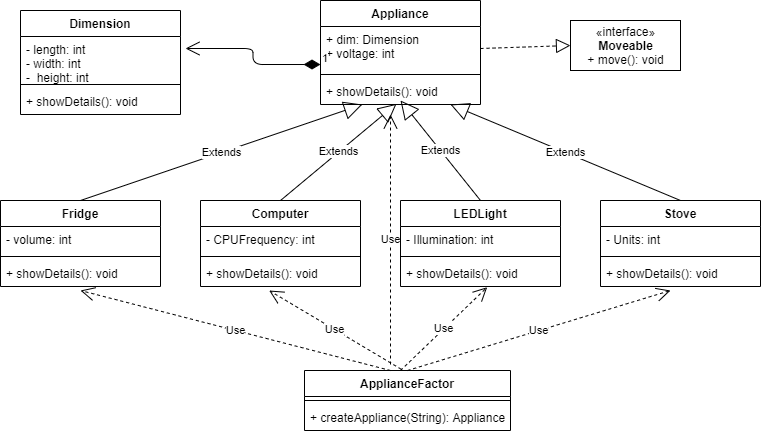 Dimension
- length: int
- width: int
- height: int
+ showDetails(): void
Appliance
+ dim: Dimension
+ voltage: int
+ showDetails(): void
1
«interface»
Moveable
+ move(): void
Extends
Extends
Extends
Extends
Fridge
- volume: int
+ showDetails(): void
Computer
- CPUFrequency: int
+ showDetails(): void
Use
LEDLight
- Illumination: int
+ showDetails(): void
Stove
- Units: int
+ showDetails(): void
Use
Use
Use
Use
ApplianceFactor
+ createAppliance(String): Appliance